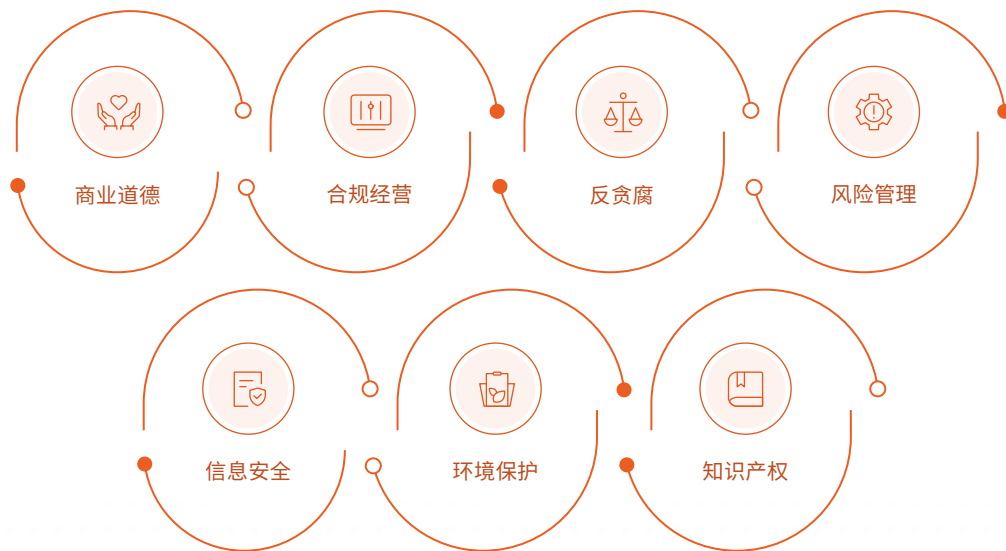 商业道德
合规经营
反贪腐
风险管理
信息安全
环境保护
知识产权